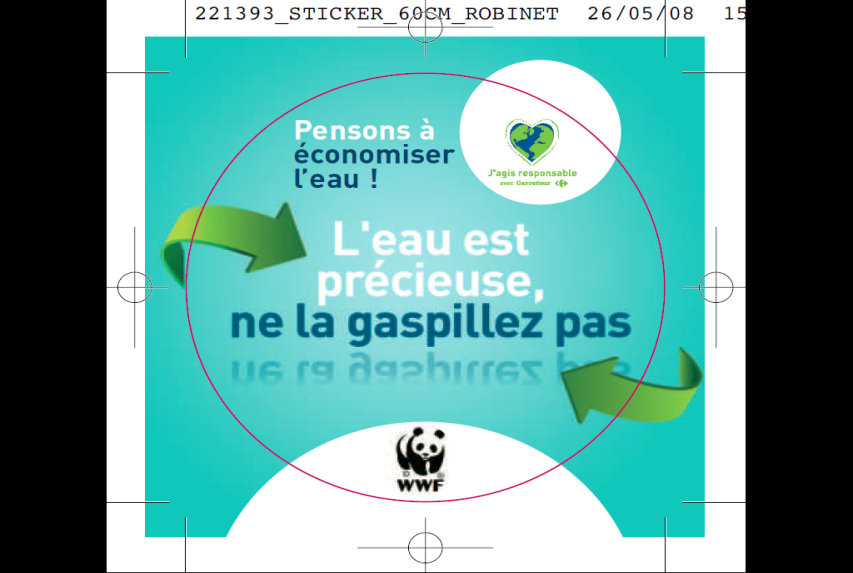 221393_STICKER_60CM_ROBINET 26/05/08 15
Pensons à
économiser
l'eau !
J'agis responsable
avec Carrefour
L'eau est
précieuse,
ne la gaspillez pas
© ®
WWF